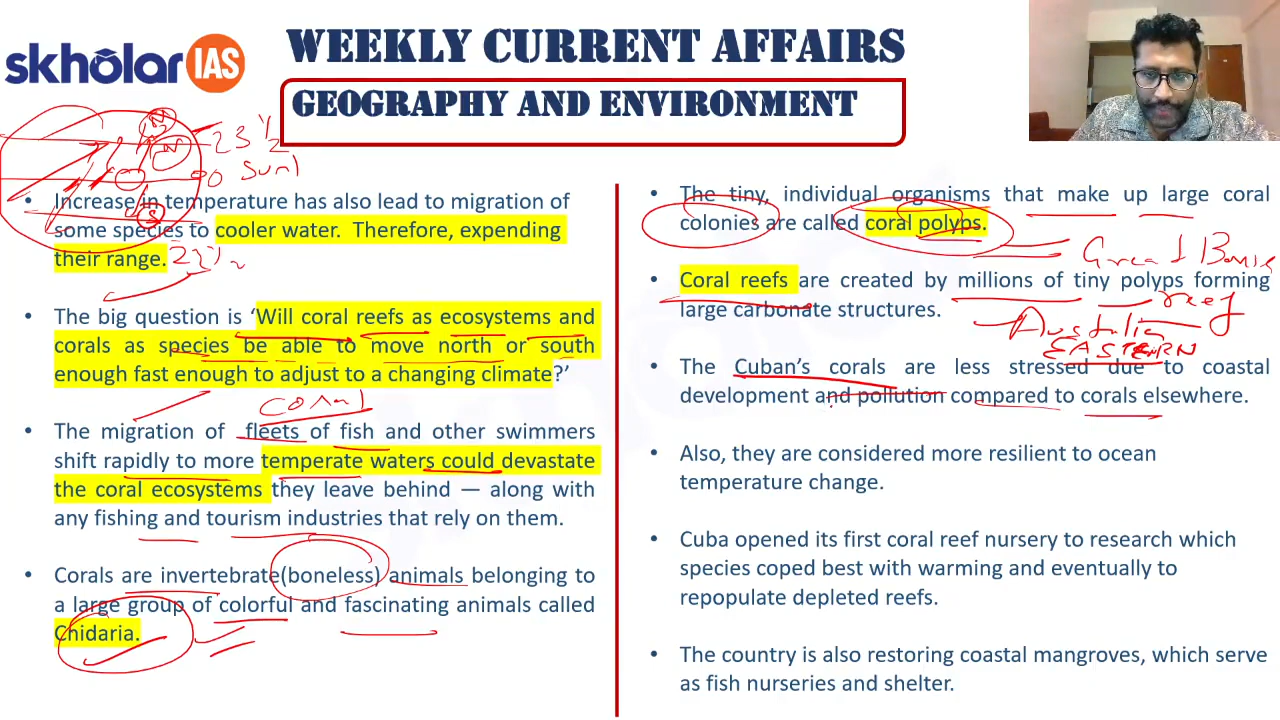 skholar IAS
WEEKLY CURRENT AFFAIRS
GEOGRAPHY AND ENVIRONMENT
23 1/2
N
S
• Increase in temperature has also lead to migration of
some species to cooler water. Therefore, expending
their range.
• The big question is ‘Will coral reefs as ecosystems and
corals as species be able to move north or south
enough fast enough to adjust to a changing climate?’
coral
• The migration of fleets of fish and other swimmers
shift rapidly to more temperate waters could devastate
the coral ecosystems they leave behind — along with
any fishing and tourism industries that rely on them.
• Corals are invertebrate(boneless) animals belonging to
a large group of colorful and fascinating animals called
Chidaria.
• The tiny, individual organisms that make up large coral
colonies are called coral polyps.
Great
reef
• Coral reefs are created by millions of tiny polyps forming
large carbonate structures.
Australia
EASTERN
• The Cuban’s corals are less stressed due to coastal
development and pollution compared to corals elsewhere.
• Also, they are considered more resilient to ocean
temperature change.
• Cuba opened its first coral reef nursery to research which
species coped best with warming and eventually to
repopulate depleted reefs.
• The country is also restoring coastal mangroves, which serve
as fish nurseries and shelter.